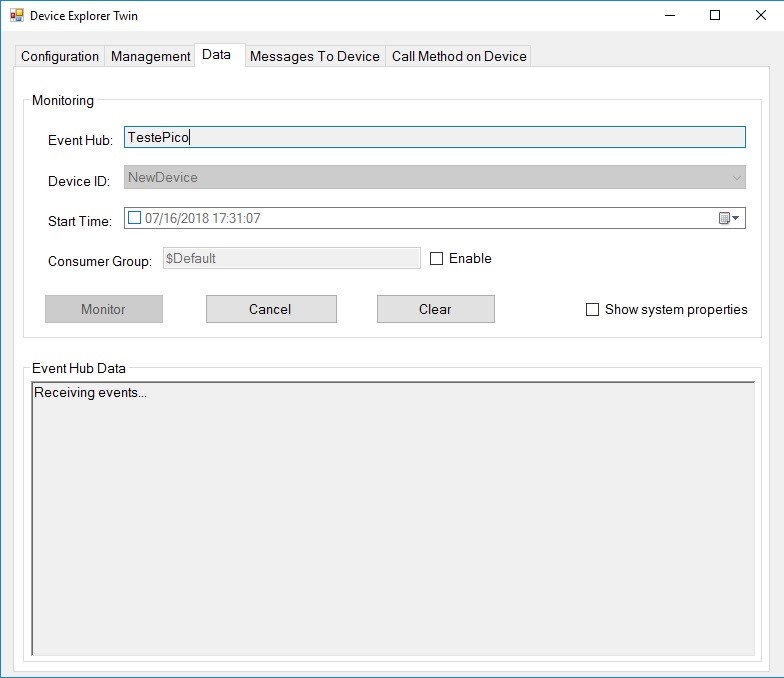 Device Explorer Twin
Configuration Management Data Messages To Device Call Method on Device
Monitoring
Event Hub: TestePico
Device ID: NewDevice
Start Time: 07/16/2018 17:31:07
Consumer Group: $Default Enable
Monitor Cancel Clear Show system properties
Event Hub Data
Receiving events...